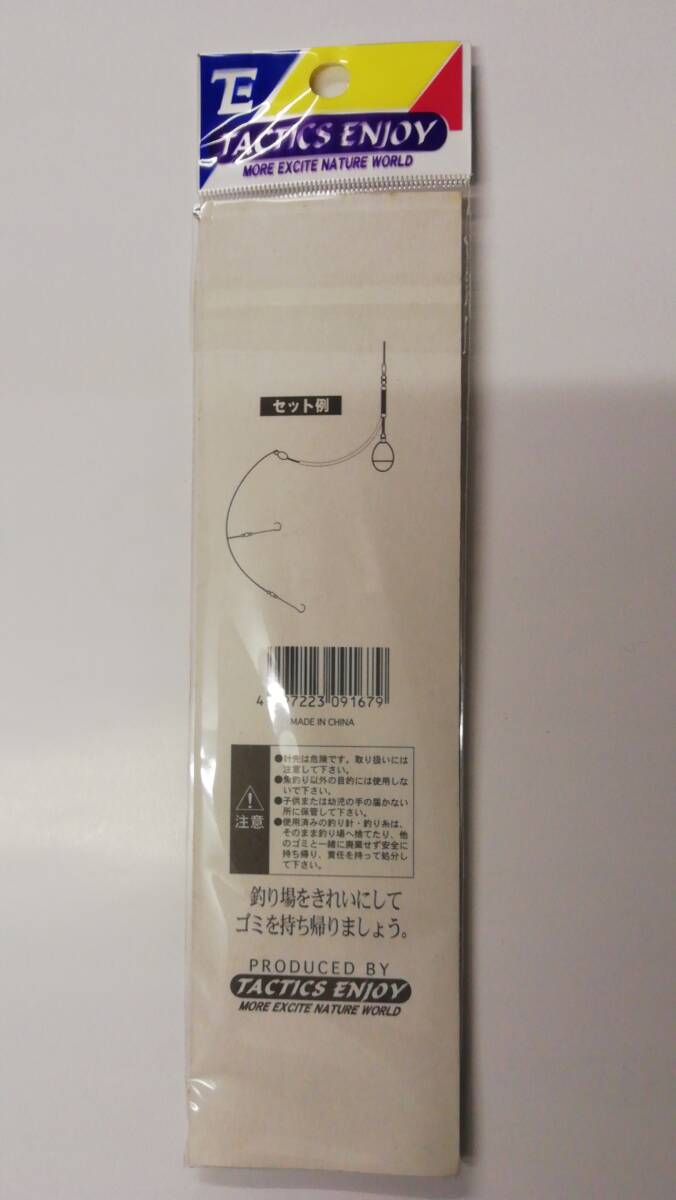 TE
TACTICS ENJOY
MORE EXCITE NATURE WORLD
セット例
7223 091679
MADE IN CHINA
注意
●針先は危険です。取り扱いには
注意して下さい。
●魚釣り以外の目的には使用しな
いで下さい。
●子供または幼児の手の届かない
所に保管して下さい。
●使用済みの釣り針・釣り糸は、
そのまま釣り場へ捨てたり、他
のゴミと一緒に廃棄せず安全に
持ち帰り、責任を持って処分し
て下さい。
釣り場をきれいにして
ゴミを持ち帰りましょう。
PRODUCED BY
TACTICS ENJOY
MORE EXCITE NATURE WORLD